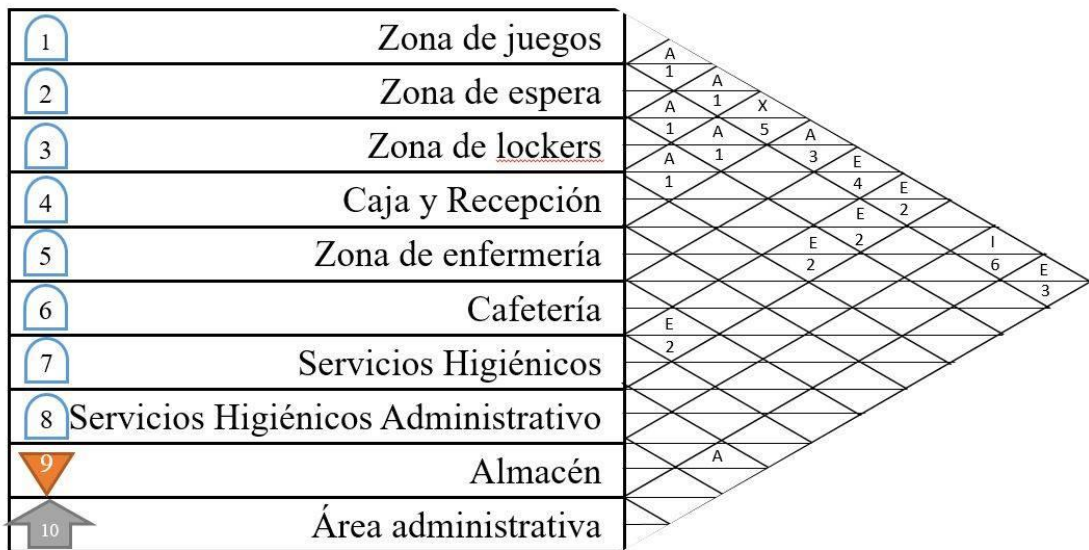 1 Zona de juegos
A
1
A
2 Zona de espera
1 X
A
5 A
1
A
3 Zona de lockers
1 3 E
A
4 E
1
4 Caja y Recepción
E 2
2 I
E
5 Zona de enfermería
2 6 E
3
6 Cafetería
E
2
7 Servicios Higiénicos
8 Servicios Higiénicos Administrativo
9 Almacén
A
10 Área administrativa